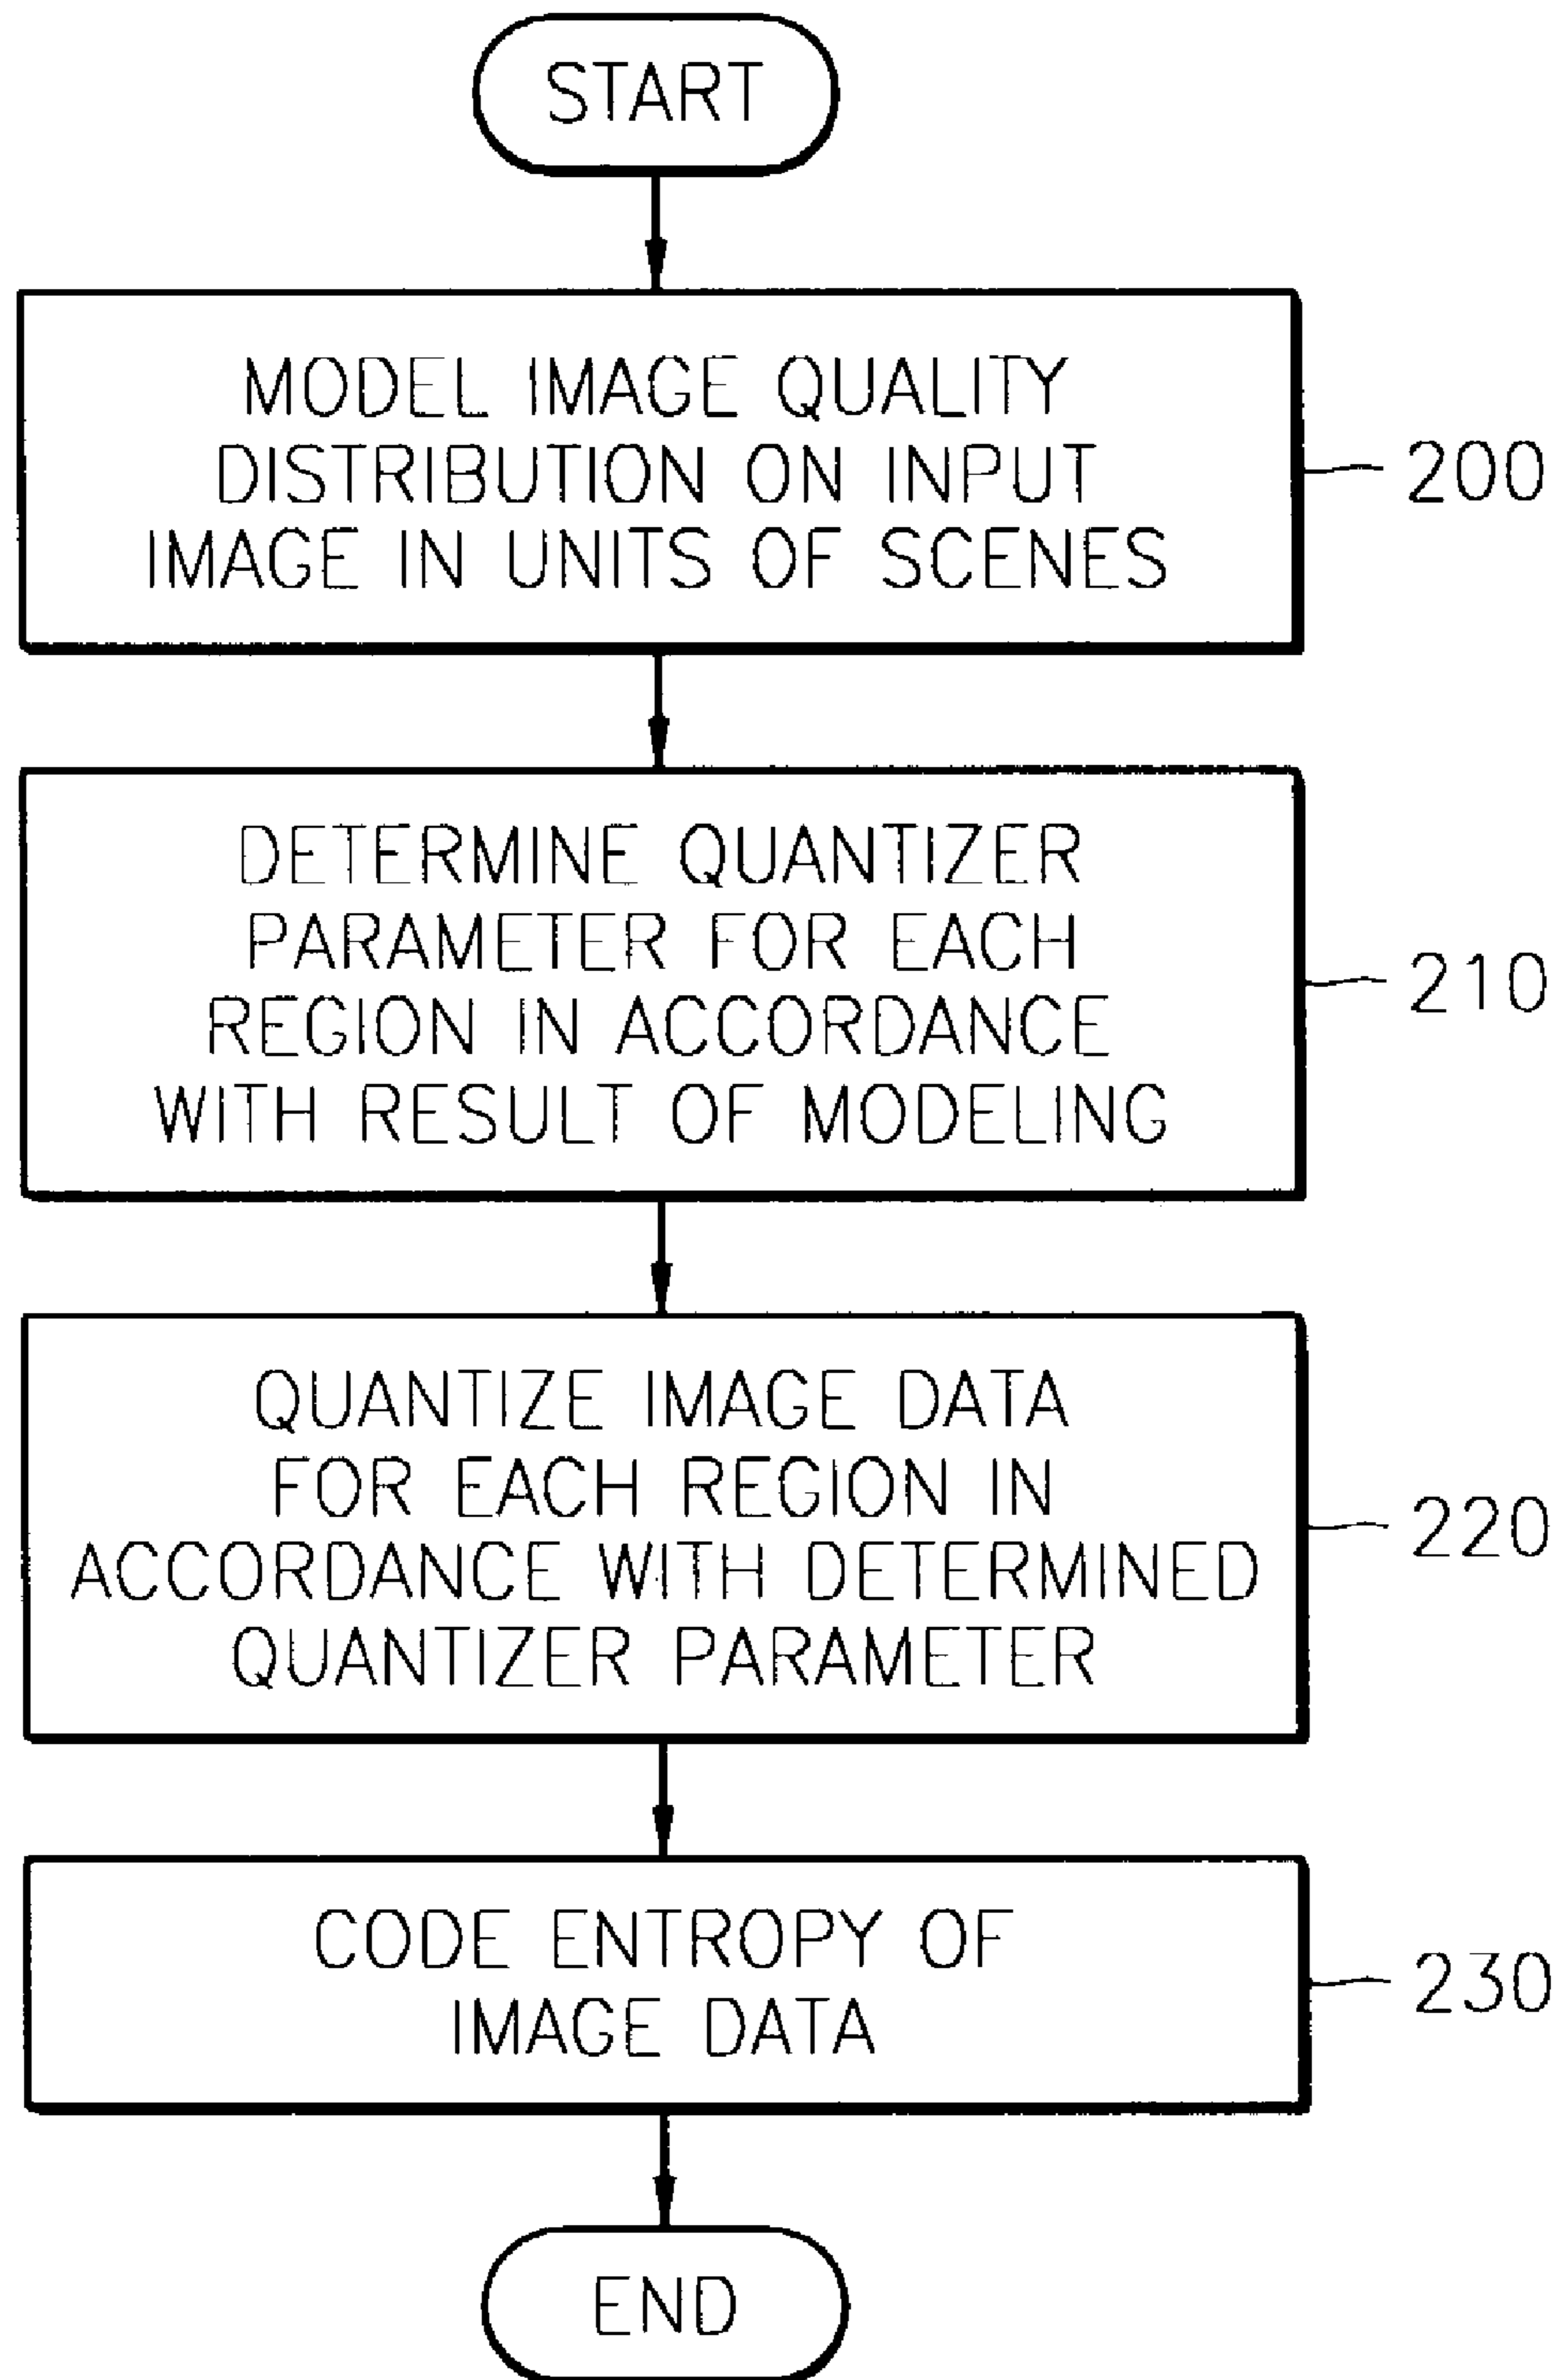 START
MODEL IMAGE QUALITY
DISTRIBUTION ON INPUT
IMAGE IN UNITS OF SCENES
200
DETERMINE QUANTIZER
PARAMETER FOR EACH
REGION IN ACCORDANCE
WITH RESULT OF MODELING
210
QUANTIZE IMAGE DATA
FOR EACH REGION IN
ACCORDANCE WITH DETERMINED
QUANTIZER PARAMETER
220
CODE ENTROPY OF
IMAGE DATA
230
END